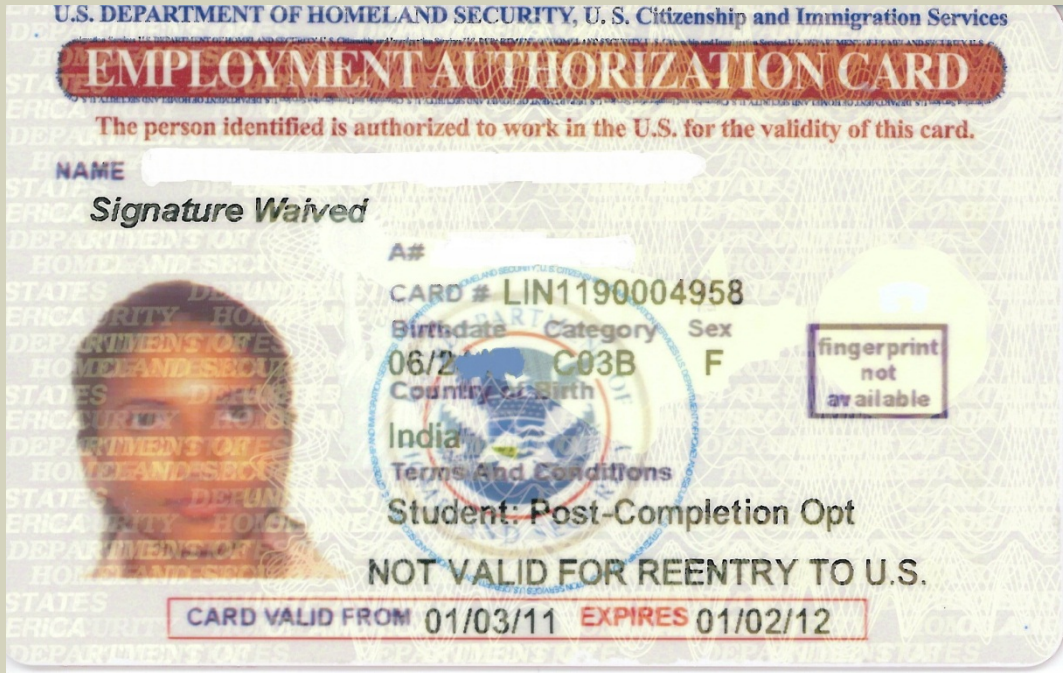 U.S. DEPARTMENT OF HOMELAND SECURITY, U. S. Citizenship and Immigration Services
EMPLOYMENT AUTHORIZATION CARD
The person identified is authorized to work in the U.S. for the validity of this card.
NAME
Signature Waived
A#
CARD # LIN1190004958
Birthdate Category Sex
06/2 C03B F
Country of Birth
India
Terms And Conditions
Student: Post-Completion Opt
NOT VALID FOR REENTRY TO U.S.
CARD VALID FROM 01/03/11 EXPIRES 01/02/12
fingerprint
not
available